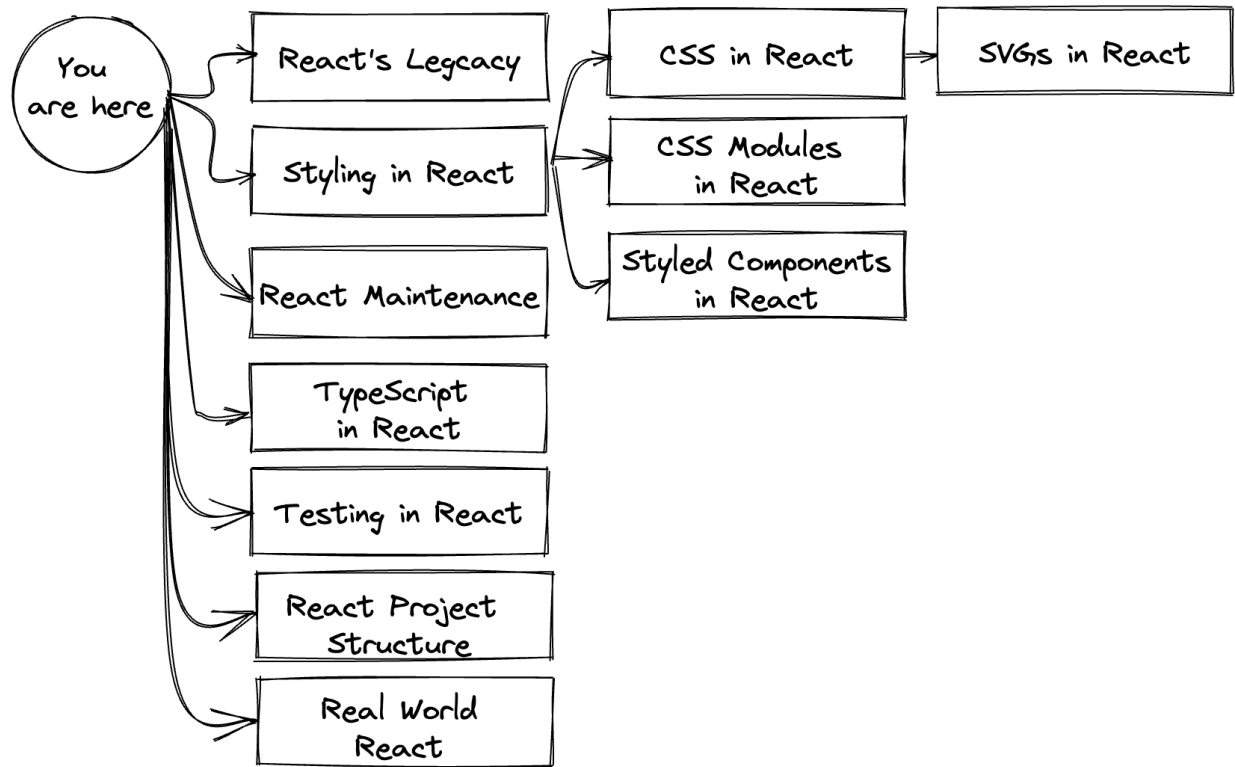 You
are here
React's Legcacy
Styling in React
React Maintenance
TypeScript
in React
Testing in React
React Project
Structure
Real World
React
CSS in React
CSS Modules
in React
Styled Components
in React
SVGs in React